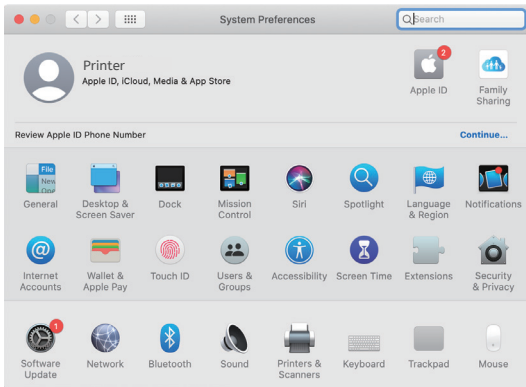 System Preferences
Search
Printer
Apple ID, iCloud, Media & App Store
2
Apple ID
Family
Sharing
Review Apple ID Phone Number
Continue...
File
New
One
General
Desktop &
Screen Saver
Dock
Mission
Control
Siri
Spotlight
Language
& Region
Notifications
@
Internet
Accounts
Wallet &
Apple Pay
Touch ID
Users &
Groups
Accessibility
Screen Time
Extensions
Security
& Privacy
1
Software
Update
Network
Bluetooth
Sound
Printers &
Scanners
Keyboard
Trackpad
Mouse